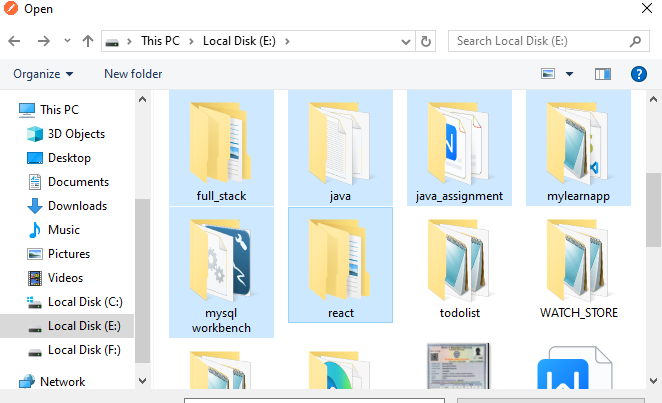 Open
This PC
Local Disk (E:)
Search Local Disk (E:)
Organize
New folder
This PC
3D Objects
Desktop
Documents
Downloads
Music
Pictures
Videos
Local Disk (C:)
Local Disk (E:)
Local Disk (F:)
Network
full_stack
java
java_assignment
mylearnapp
mysql
workbench
react
todolist
WATCH_STORE